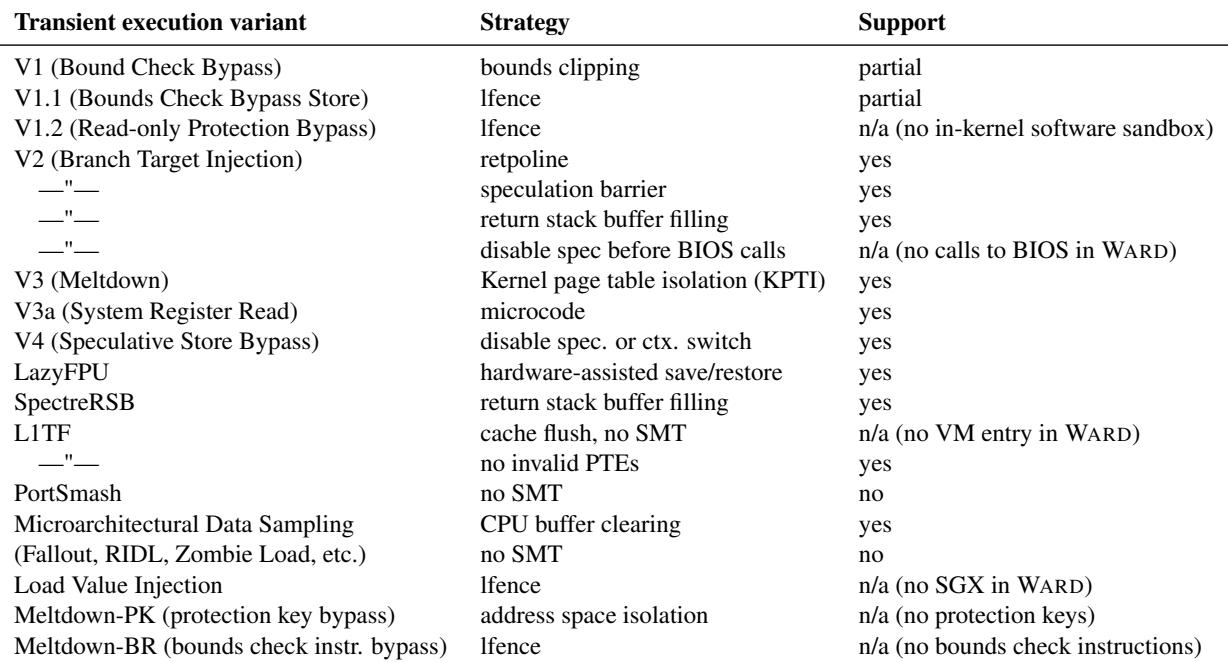 Transient execution variant Strategy Support
V1 (Bound Check Bypass) bounds clipping partial
V1.1 (Bounds Check Bypass Store) lfence partial
V1.2 (Read-only Protection Bypass) lfence n/a (no in-kernel software sandbox)
V2 (Branch Target Injection) retpoline yes
—"— speculation barrier yes
—"— return stack buffer filling yes
—"— disable spec before BIOS calls n/a (no calls to BIOS in WARD)
V3 (Meltdown) Kernel page table isolation (KPTI) yes
V3a (System Register Read) microcode yes
V4 (Speculative Store Bypass) disable spec. or ctx. switch yes
LazyFPU hardware-assisted save/restore yes
SpectreRSB return stack buffer filling yes
L1TF cache flush, no SMT n/a (no VM entry in WARD)
—"— no invalid PTEs yes
PortSmash no SMT no
Microarchitectural Data Sampling CPU buffer clearing yes
(Fallout, RIDL, Zombie Load, etc.) no SMT no
Load Value Injection lfence n/a (no SGX in WARD)
Meltdown-PK (protection key bypass) address space isolation n/a (no protection keys)
Meltdown-BR (bounds check instr. bypass) lfence n/a (no bounds check instructions)